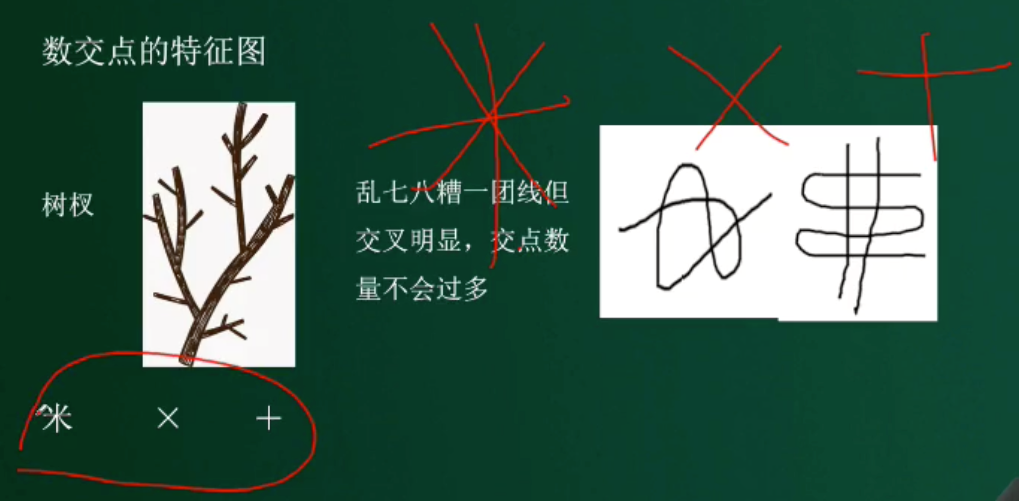 数交点的特征图
树杈
乱七八糟一团线但
交叉明显，交点数
量不会过多
米 × +